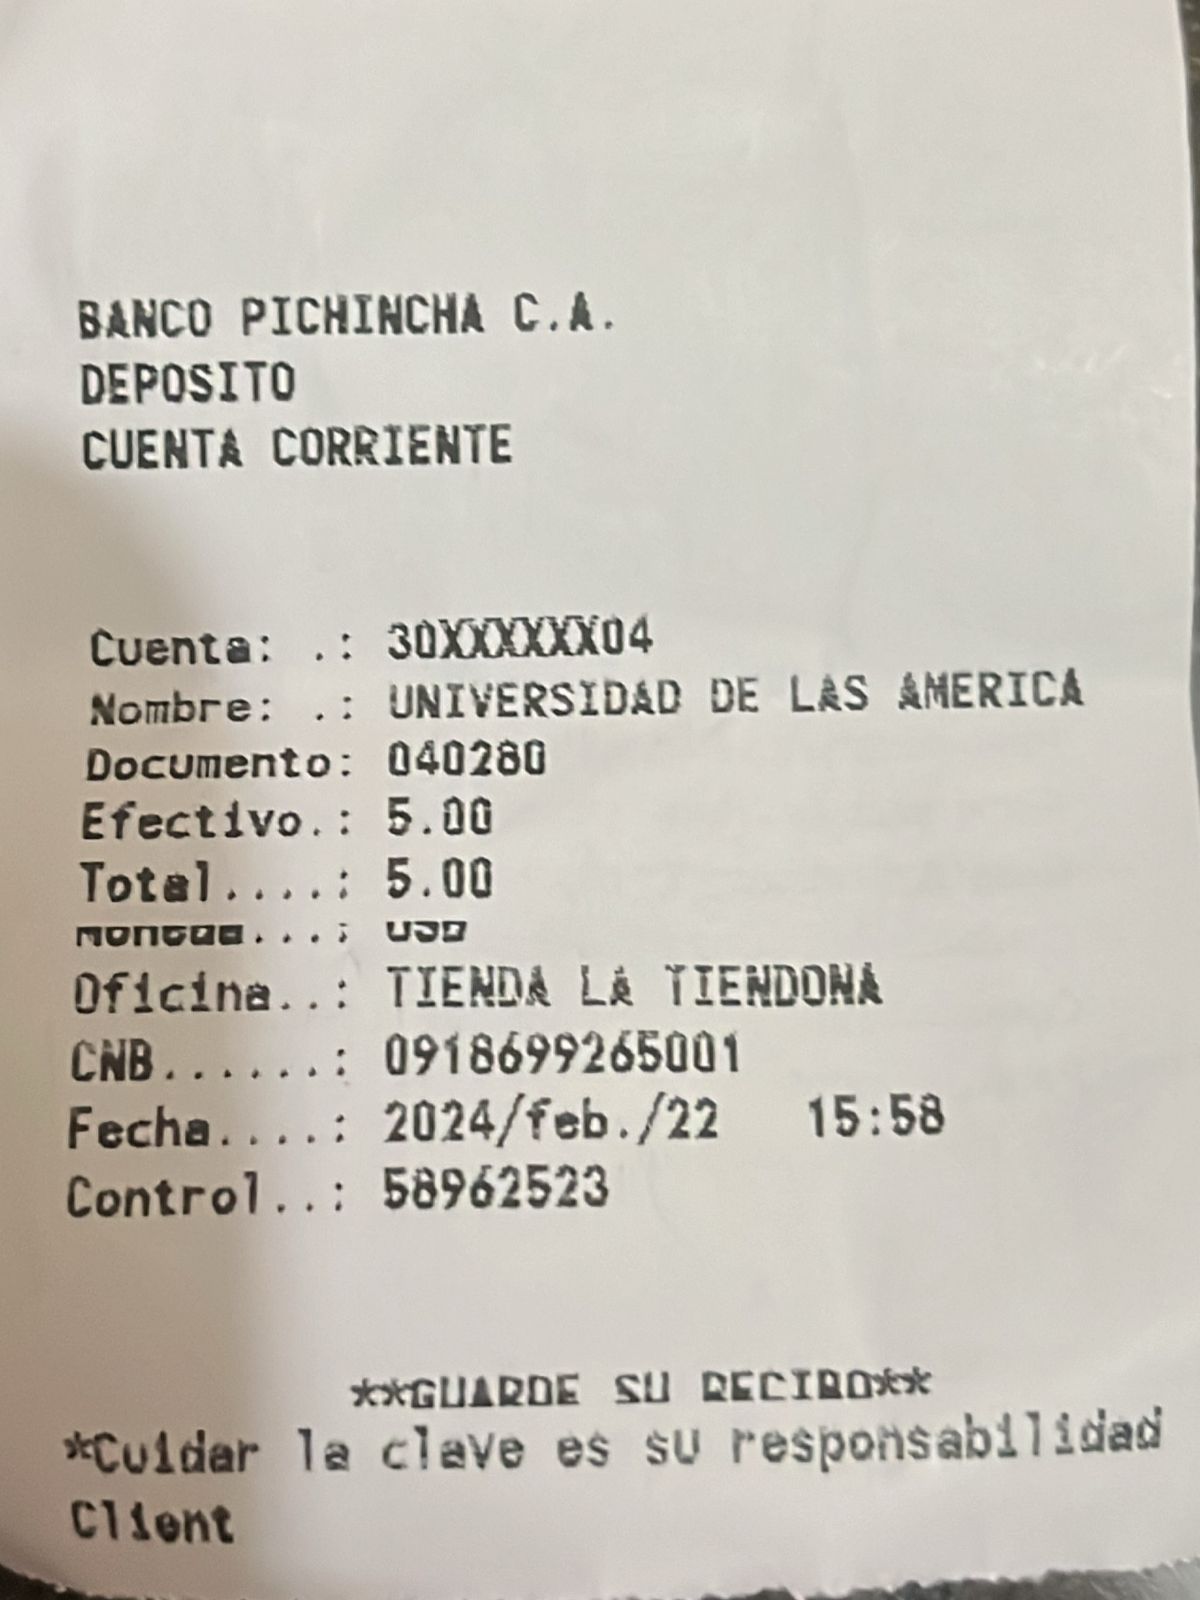 BANCO PICHINCHA C.A.
DEPOSITO
CUENTA CORRIENTE
Cuenta: .: 30XXXXXX04
Nombre: .: UNIVERSIDAD DE LAS AMERICA
Documento: 040280
Efectivo.: 5.00
Total....: 5.00
Moneda...: USD
Oficina..: TIENDA LA TIENDONA
CNB......: 0918699265001
Fecha....: 2024/feb./22 15:58
Control..: 58962523
**GUARDE SU RECIBO**
*Cuidar la clave es su responsabilidad
Client